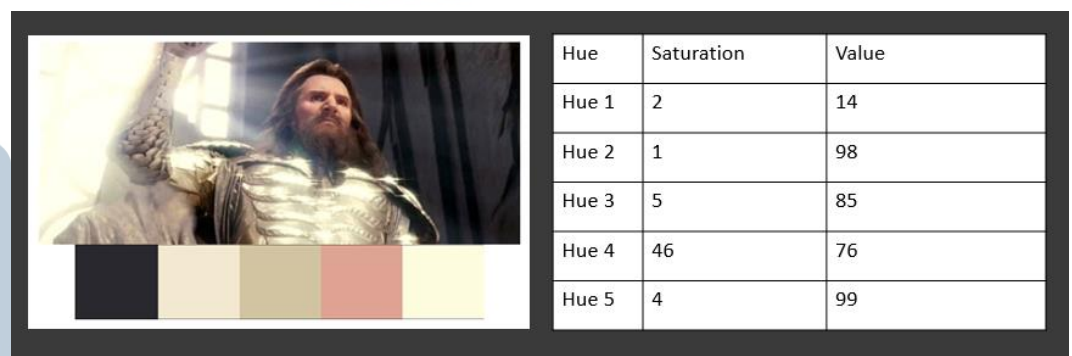 Hue Saturation Value
Hue 1 2 14
Hue 2 1 98
Hue 3 5 85
Hue 4 46 76
Hue 5 4 99